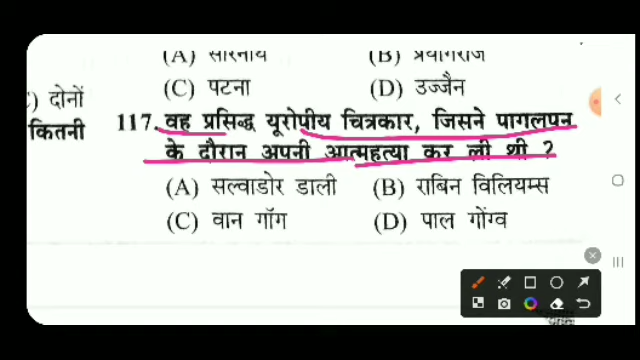 (A) सारनाथ (B) प्रयागराज
(C) पटना (D) उज्जैन
) दोनों
कितनी
117. वह प्रसिद्ध यूरोपीय चित्रकार, जिसने पागलपन
के दौरान अपनी आत्महत्या कर ली थी ?
(A) सल्वाडोर डाली (B) राबिन विलियम्स
(C) वान गॉग (D) पाल गोंग्व